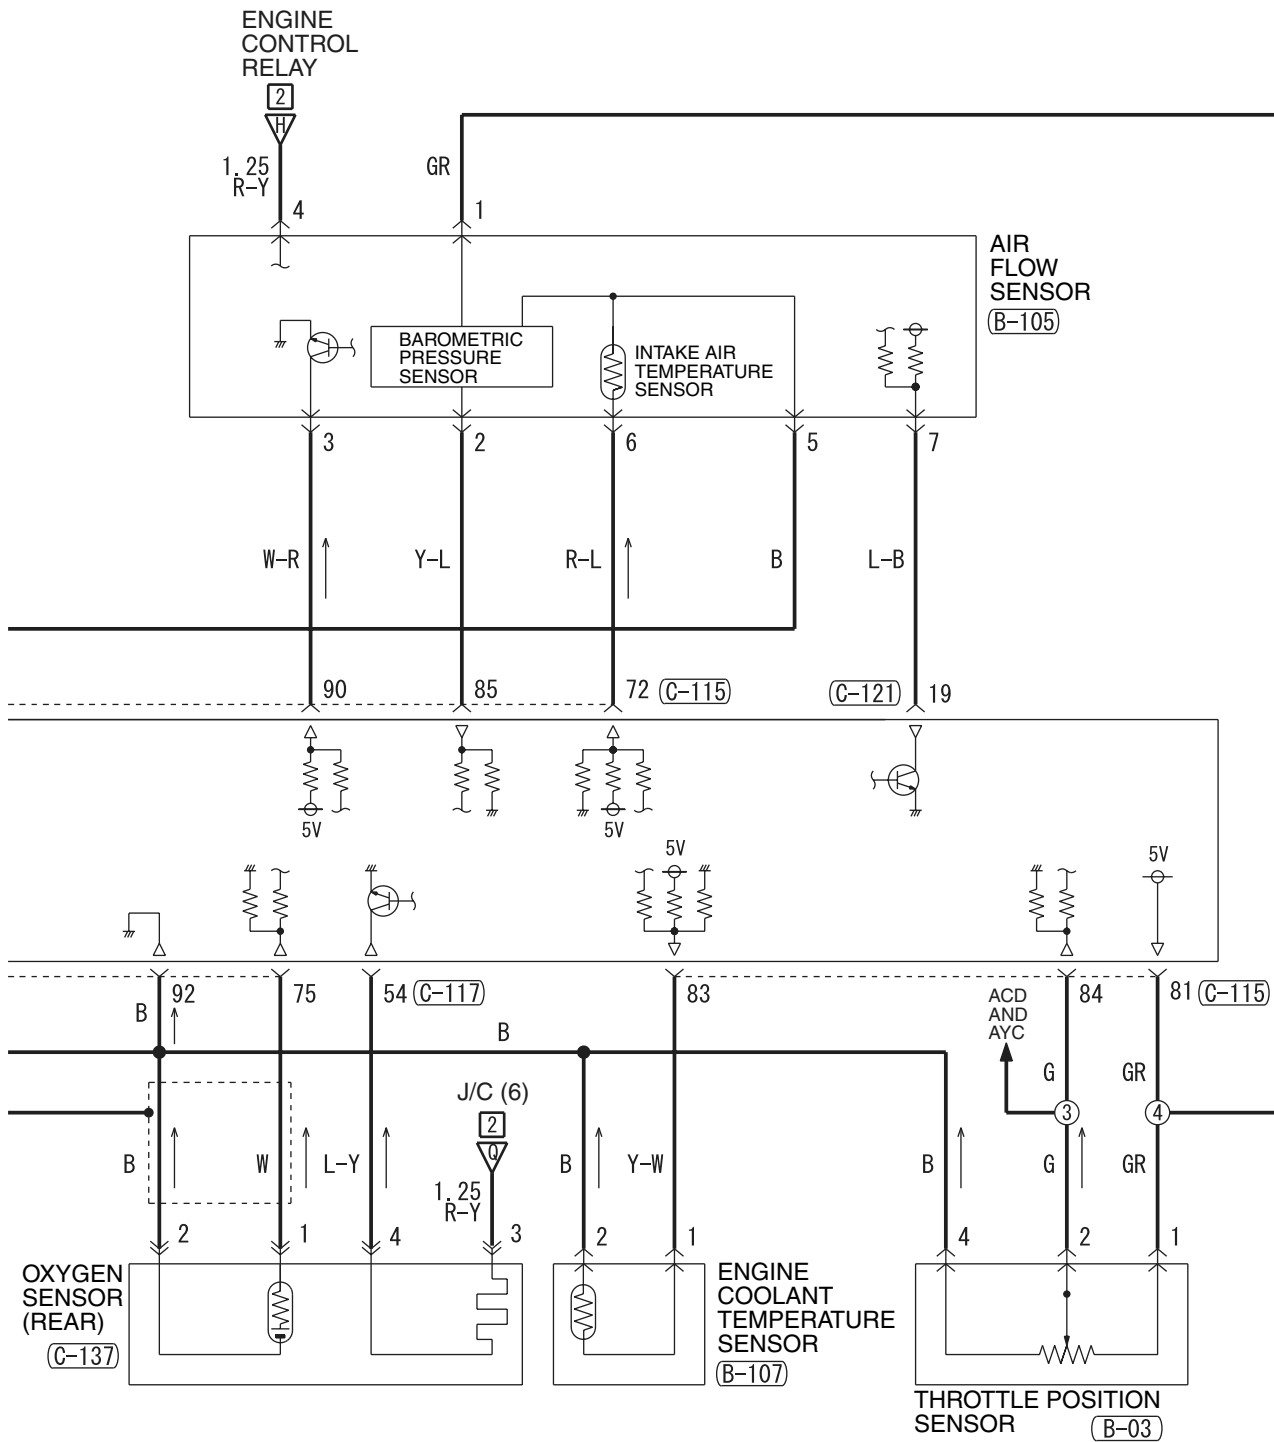 ENGINE
CONTROL
RELAY
2
H
1.25
R-Y
GR
4
1
AIR
FLOW
SENSOR
B-105
BAROMETRIC
PRESSURE
SENSOR
INTAKE AIR
TEMPERATURE
SENSOR
3
2
6
5
7
W-R
Y-L
R-L
B
L-B
90
85
72
C-115
C-121
19
5V
5V
5V
5V
92
75
54
C-117
83
84
81
C-115
B
B
ACD
AND
AYC
G
GR
3
4
J/C (6)
2
Q
1.25
R-Y
B
W
L-Y
B
Y-W
B
G
GR
2
1
4
3
2
1
4
2
1
OXYGEN
SENSOR
(REAR)
C-137
ENGINE
COOLANT
TEMPERATURE
SENSOR
B-107
THROTTLE POSITION
SENSOR
B-03